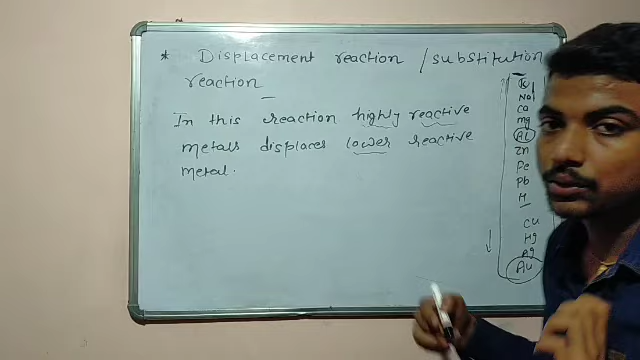 * Displacement reaction / substitution
reaction
In this reaction highly reactive
metals displaces lower reactive
metal.
K
Na
Ca
Mg
Al
Zn
Fe
Pb
H
Cu
Hg
Ag
Au